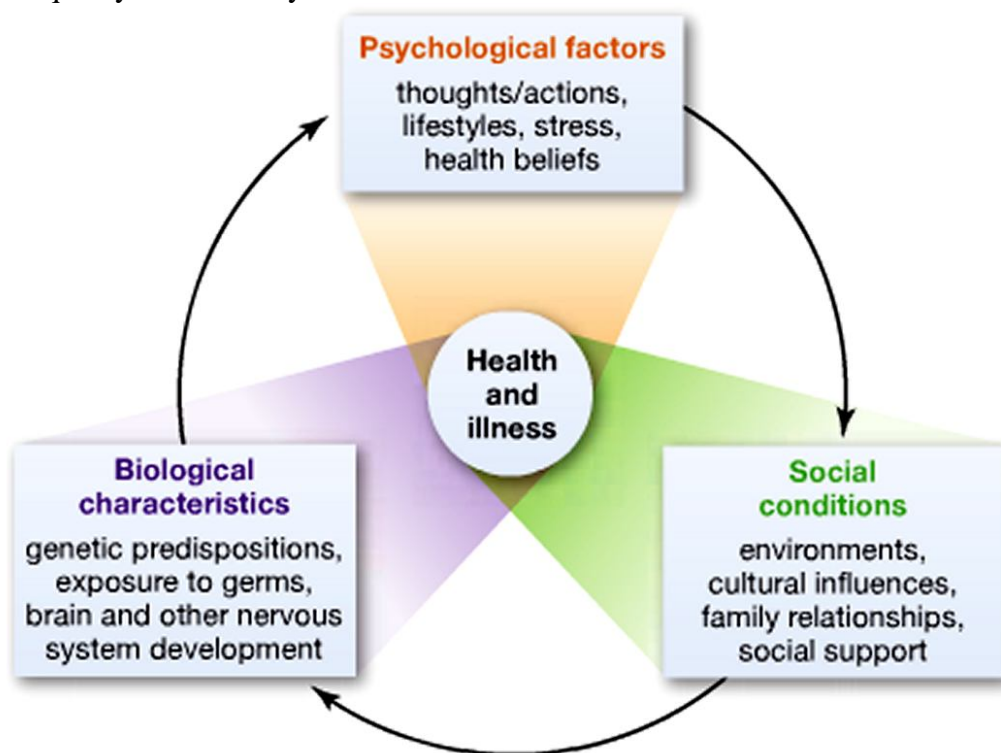 Psychological factors
thoughts/actions,
lifestyles, stress,
health beliefs
Health
and
illness
Biological
characteristics
genetic predispositions,
exposure to germs,
brain and other nervous
system development
Social
conditions
environments,
cultural influences,
family relationships,
social support